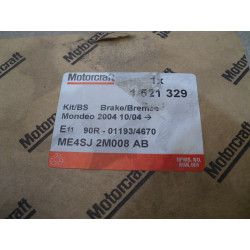 Motorcraft
1x
1 521 329
Kit/BS Brake/Bremse
Mondeo 2004 10/04 →
E11 90R - 01193/4670
ME4SJ 2M008 AB
Motorcraft
Motorcraft